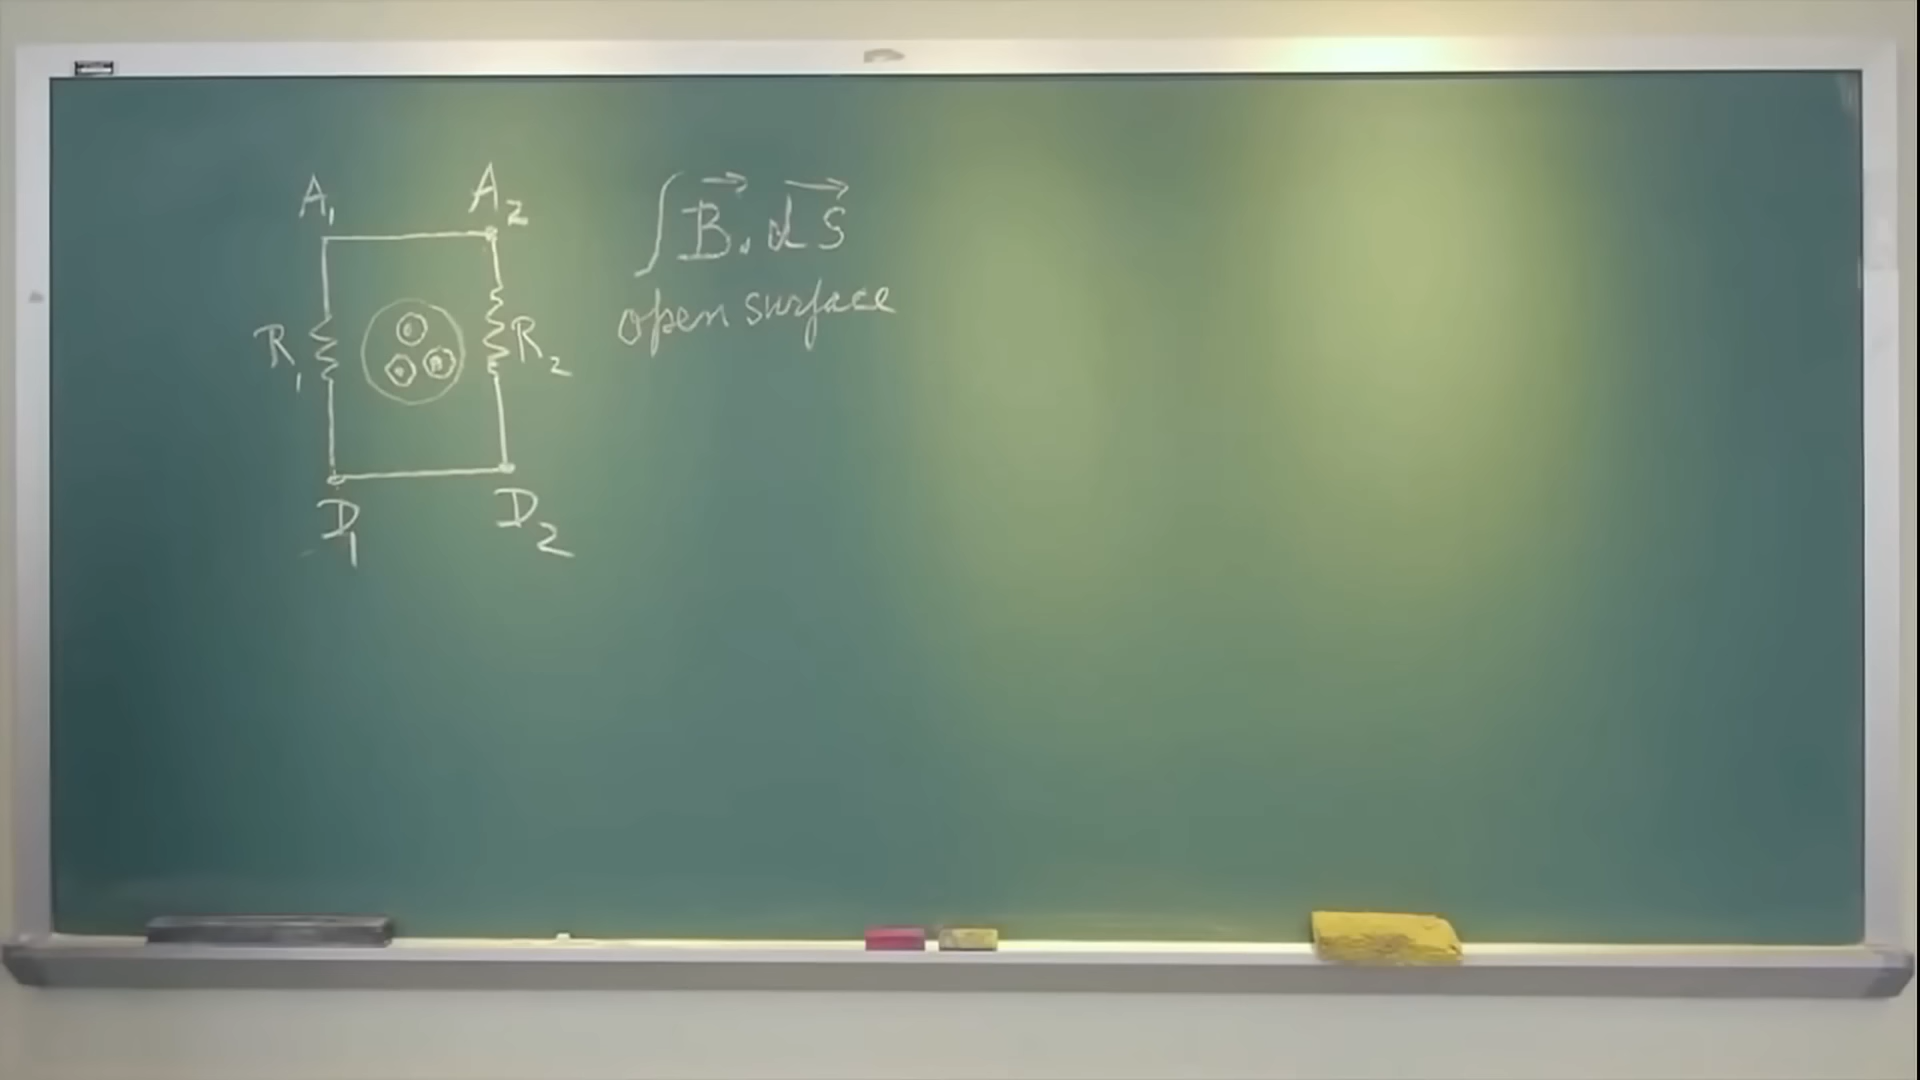 A₁ A₂
R₁ R₂
D₁ D₂
∫ B⃗ . dS⃗
open surface